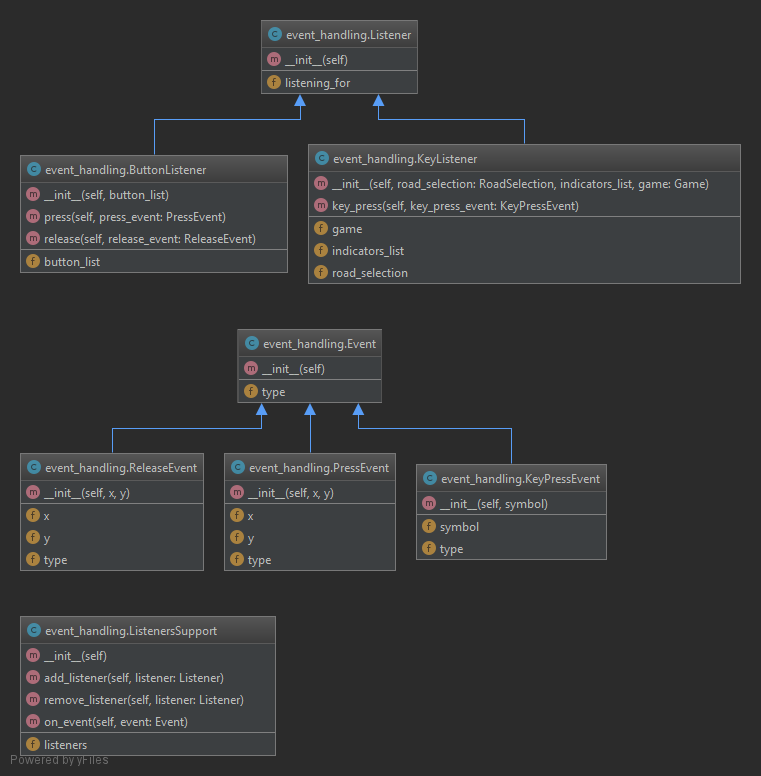 C event_handling.Listener
m __init__(self)
f listening_for
C event_handling.ButtonListener
m __init__(self, button_list)
m press(self, press_event: PressEvent)
m release(self, release_event: ReleaseEvent)
f button_list
C event_handling.KeyListener
m __init__(self, road_selection: RoadSelection, indicators_list, game: Game)
m key_press(self, key_press_event: KeyPressEvent)
f game
f indicators_list
f road_selection
C event_handling.Event
m __init__(self)
f type
C event_handling.ReleaseEvent
m __init__(self, x, y)
f x
f y
f type
C event_handling.PressEvent
m __init__(self, x, y)
f x
f y
f type
C event_handling.KeyPressEvent
m __init__(self, symbol)
f symbol
f type
C event_handling.ListenersSupport
m __init__(self)
m add_listener(self, listener: Listener)
m remove_listener(self, listener: Listener)
m on_event(self, event: Event)
f listeners
Powered by yFiles